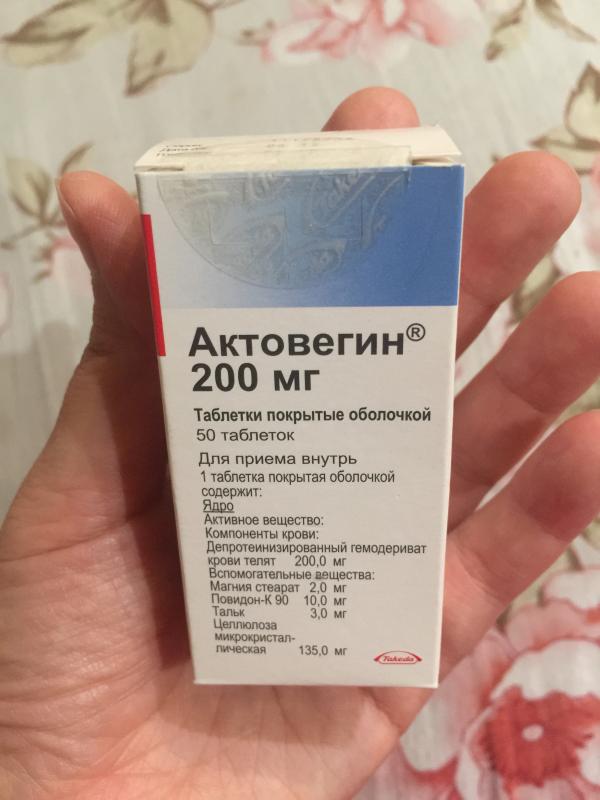 Актовегин®
200 мг
Таблетки покрытые оболочкой
50 таблеток
Для приема внутрь
1 таблетка покрытая оболочкой
содержит:
Ядро
Активное вещество:
Компоненты крови:
Депротеинизированный гемодериват
крови телят 200,0 мг
Вспомогательные вещества:
Магния стеарат 2,0 мг
Повидон-К 90 10,0 мг
Тальк 3,0 мг
Целлюлоза
микрокристал-
лическая 135,0 мг
Takeda